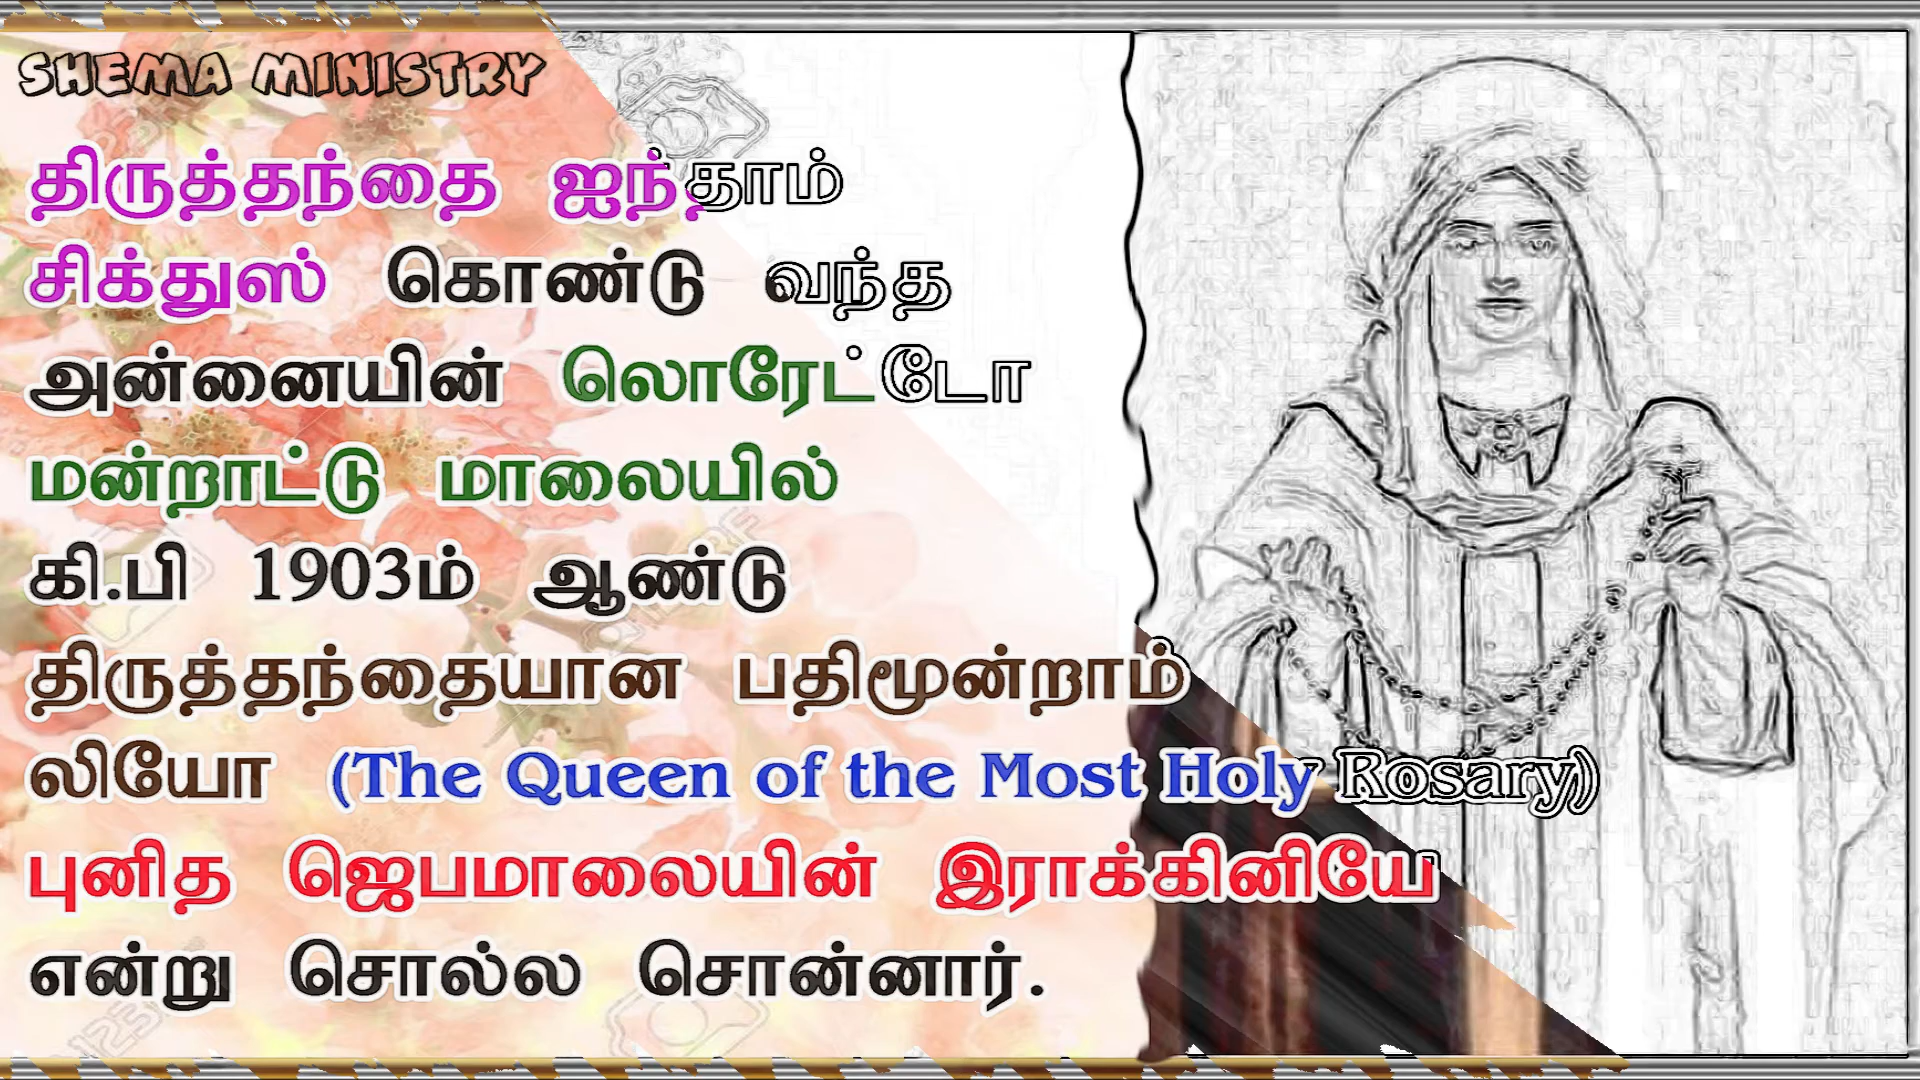 SHEMA MINISTRY
திருத்தந்தை ஐந்தாம்
சிக்துஸ் கொண்டு வந்த
அன்னையின் லொரேட்டோ
மன்றாட்டு மாலையில்
கி.பி 1903ம் ஆண்டு
திருத்தந்தையான பதிமூன்றாம்
லியோ (The Queen of the Most Holy Rosary)
புனித ஜெபமாலையின் இராக்கினியே
என்று சொல்ல சொன்னார்.